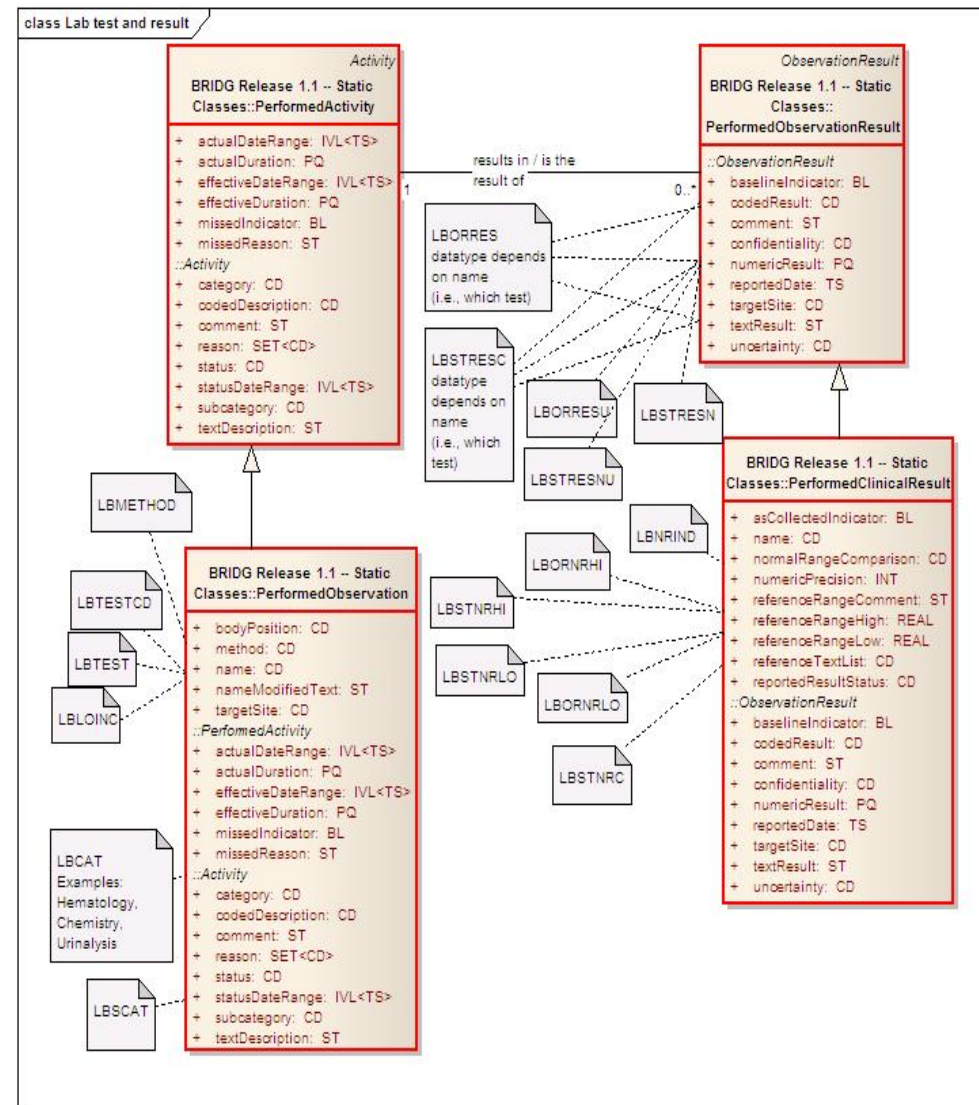 class Lab test and result
Activity
BRIDG Release 1.1 -- Static
Classes::PerformedActivity
+ actualDateRange: IVL<TS>
+ actualDuration: PQ
+ effectiveDateRange: IVL<TS>
+ effectiveDuration: PQ
+ missedIndicator: BL
+ missedReason: ST
::Activity
+ category: CD
+ codedDescription: CD
+ comment: ST
+ reason: SET<CD>
+ status: CD
+ statusDateRange: IVL<TS>
+ subcategory: CD
+ textDescription: ST
results in / is the
result of
1
0..*
ObservationResult
BRIDG Release 1.1 -- Static
Classes::
PerformedObservationResult
::ObservationResult
+ baselineIndicator: BL
+ codedResult: CD
+ comment: ST
+ confidentiality: CD
+ numericResult: PQ
+ reportedDate: TS
+ targetSite: CD
+ textResult: ST
+ uncertainty: CD
LBORRES
datatype depends
on name
(i.e., which test)
LBSTRESC
datatype
depends on
name
(i.e., which
test)
LBORRESU
LBSTRESN
LBSTRESNU
LBMETHOD
LBTESTCD
LBTEST
LBLOINC
BRIDG Release 1.1 -- Static
Classes::PerformedObservation
+ bodyPosition: CD
+ method: CD
+ name: CD
+ nameModifiedText: ST
+ targetSite: CD
::PerformedActivity
+ actualDateRange: IVL<TS>
+ actualDuration: PQ
+ effectiveDateRange: IVL<TS>
+ effectiveDuration: PQ
+ missedIndicator: BL
+ missedReason: ST
::Activity
+ category: CD
+ codedDescription: CD
+ comment: ST
+ reason: SET<CD>
+ status: CD
+ statusDateRange: IVL<TS>
+ subcategory: CD
+ textDescription: ST
LBCAT
Examples:
Hematology,
Chemistry,
Urinalysis
LBSCAT
LBNRIND
LBORNRHI
LBSTNRHI
LBSTNRLO
LBORNRLO
LBSTNRC
BRIDG Release 1.1 -- Static
Classes::PerformedClinicalResult
+ asCollectedIndicator: BL
+ name: CD
+ normalRangeComparison: CD
+ numericPrecision: INT
+ referenceRangeComment: ST
+ referenceRangeHigh: REAL
+ referenceRangeLow: REAL
+ referenceTextList: CD
+ reportedResultStatus: CD
::ObservationResult
+ baselineIndicator: BL
+ codedResult: CD
+ comment: ST
+ confidentiality: CD
+ numericResult: PQ
+ reportedDate: TS
+ targetSite: CD
+ textResult: ST
+ uncertainty: CD